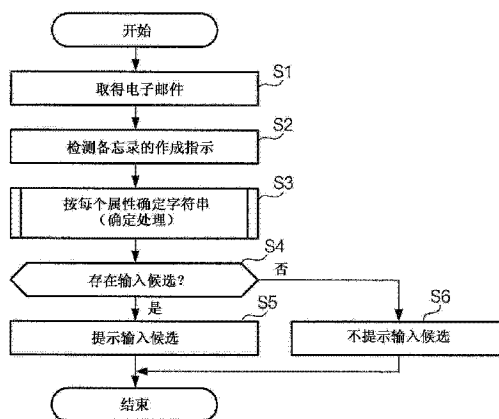 开始
S1
取得电子邮件
S2
检测备忘录的作成指示
S3
按每个属性确定字符串
（确定处理）
S4
存在输入候选？
否
是
S5
提示输入候选
S6
不提示输入候选
结束